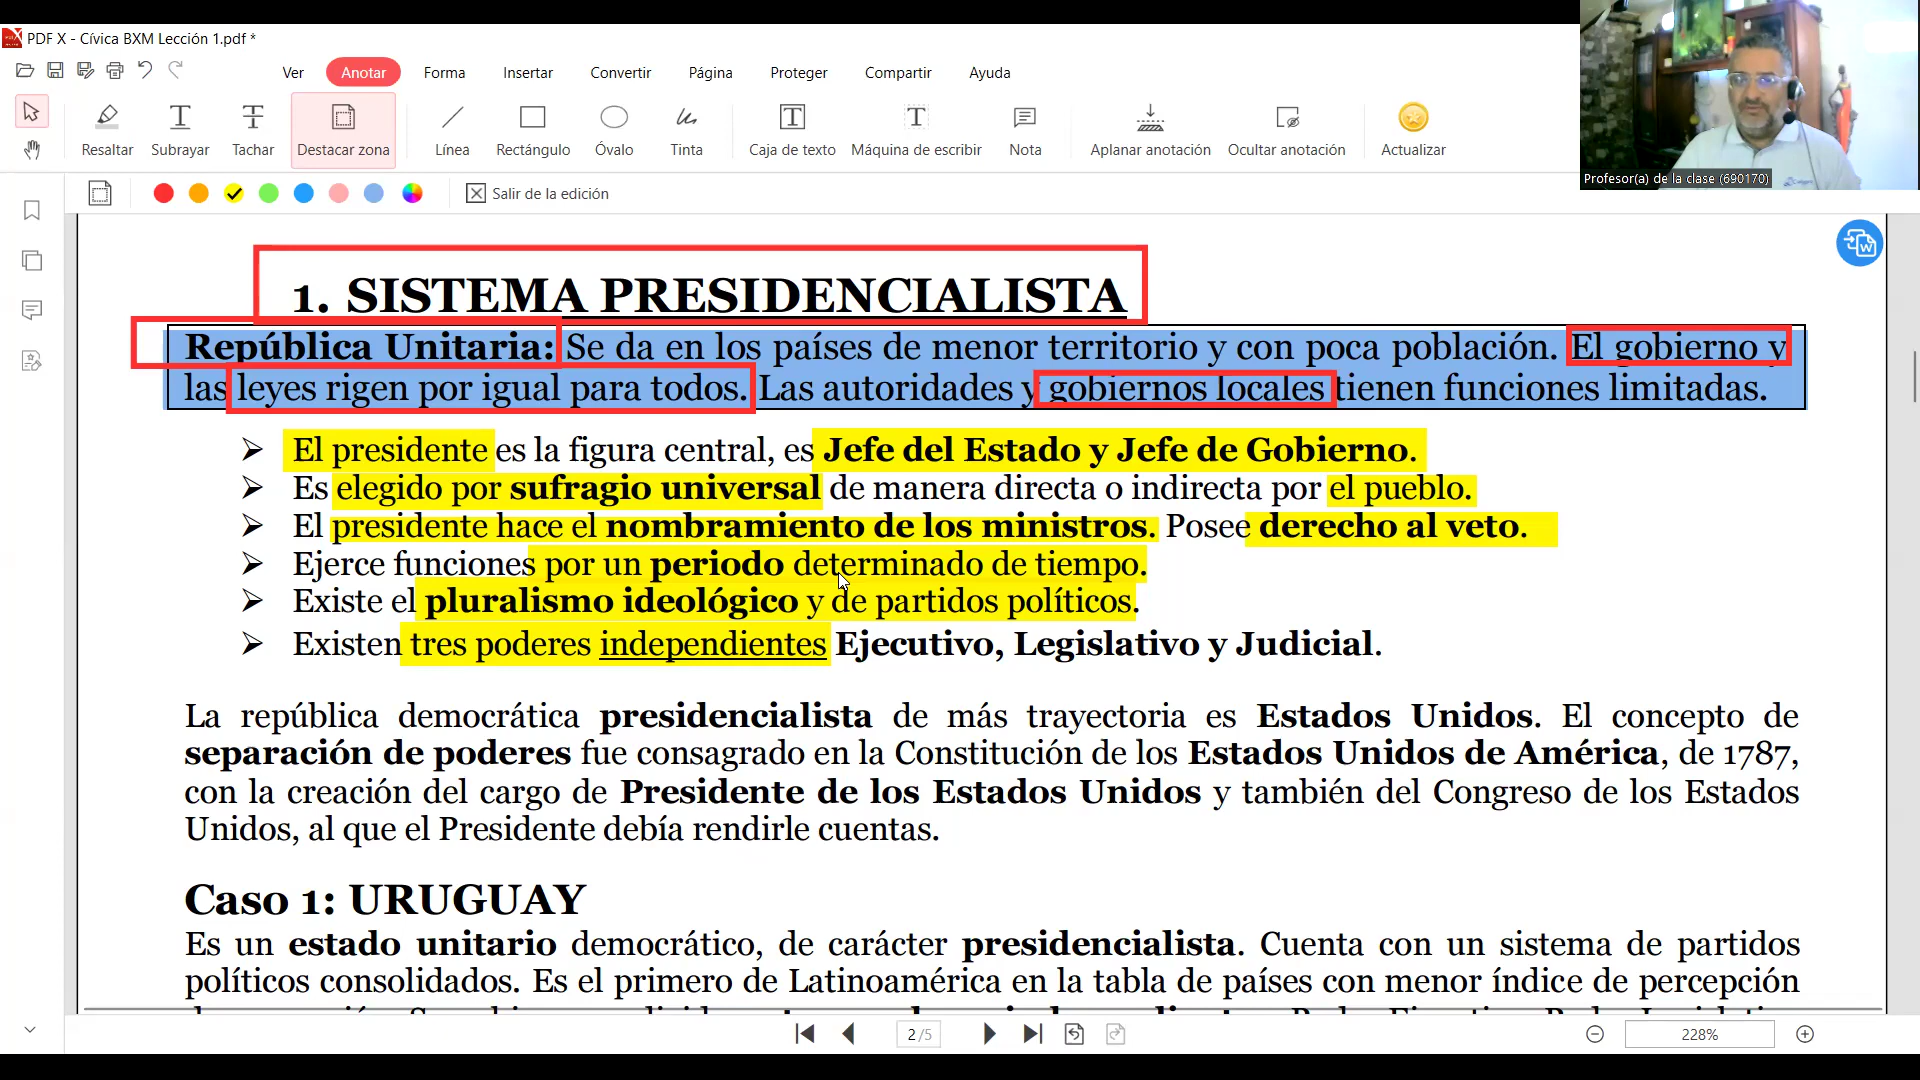 PDF X - Cívica BXM Lección 1.pdf *
Ver Anotar Forma Insertar Convertir Página Proteger Compartir Ayuda
Resaltar Subrayar Tachar Destacar zona Línea Rectángulo Óvalo Tinta Caja de texto Máquina de escribir Nota Aplanar anotación Ocultar anotación Actualizar
Profesor(a) de la clase (690170)
Salir de la edición
1. SISTEMA PRESIDENCIALISTA
República Unitaria: Se da en los países de menor territorio y con poca población. El gobierno y
las leyes rigen por igual para todos. Las autoridades y gobiernos locales tienen funciones limitadas.
➢ El presidente es la figura central, es Jefe del Estado y Jefe de Gobierno.
➢ Es elegido por sufragio universal de manera directa o indirecta por el pueblo.
➢ El presidente hace el nombramiento de los ministros. Posee derecho al veto.
➢ Ejerce funciones por un periodo determinado de tiempo.
➢ Existe el pluralismo ideológico y de partidos políticos.
➢ Existen tres poderes independientes Ejecutivo, Legislativo y Judicial.
La república democrática presidencialista de más trayectoria es Estados Unidos. El concepto de
separación de poderes fue consagrado en la Constitución de los Estados Unidos de América, de 1787,
con la creación del cargo de Presidente de los Estados Unidos y también del Congreso de los Estados
Unidos, al que el Presidente debía rendirle cuentas.
Caso 1: URUGUAY
Es un estado unitario democrático, de carácter presidencialista. Cuenta con un sistema de partidos
políticos consolidados. Es el primero de Latinoamérica en la tabla de países con menor índice de percepción
2 /5
228%